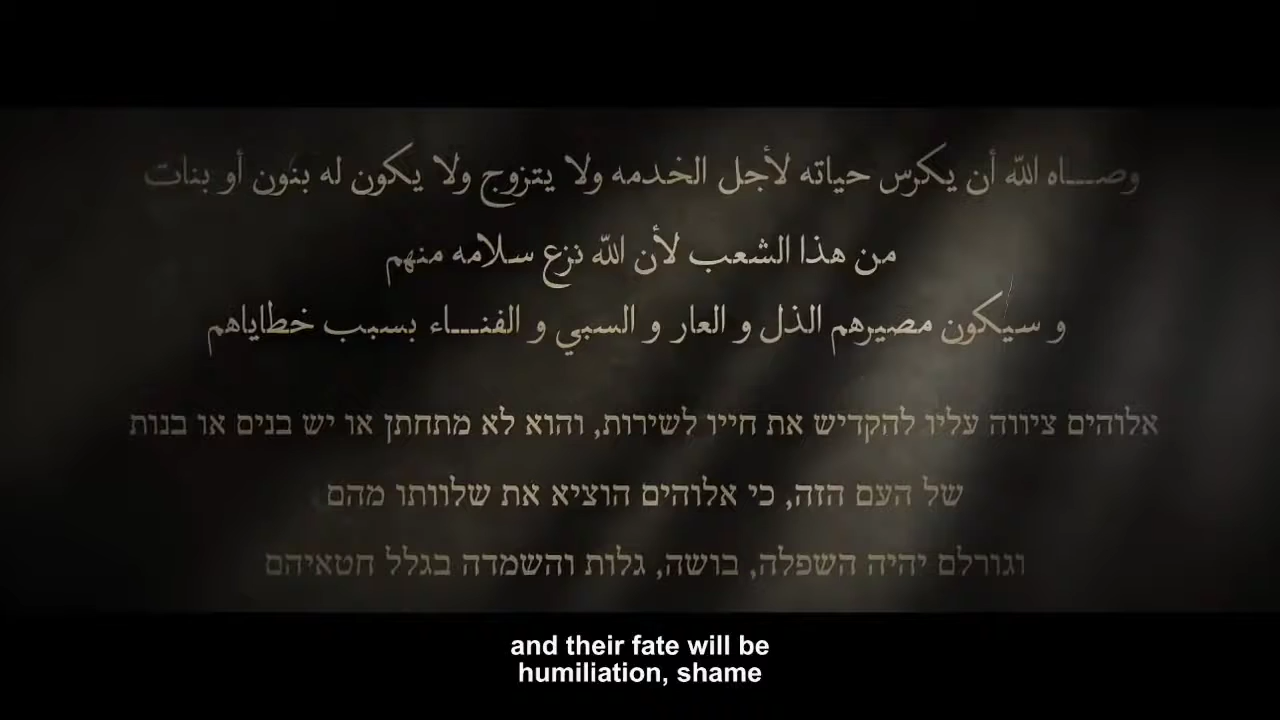 وصـــاه الله أن يكرس حياته لأجل الخدمه ولا يتزوج ولا يكون له بنون أو بنات
من هذا الشعب لأن الله نزع سلامه منهم
و سيكون مصيرهم الذل و العار و السبي و الفنـــاء بسبب خطاياهم
אלוהים ציווה עליו להקדיש את חייו לשירות, והוא לא מתחתן או יש בנים או בנות
של העם הזה, כי אלוהים הוציא את שלוותו מהם
וגורלם יהיה השפלה, בושה, גלות והשמדה בגלל חטאיהם
and their fate will be
humiliation, shame